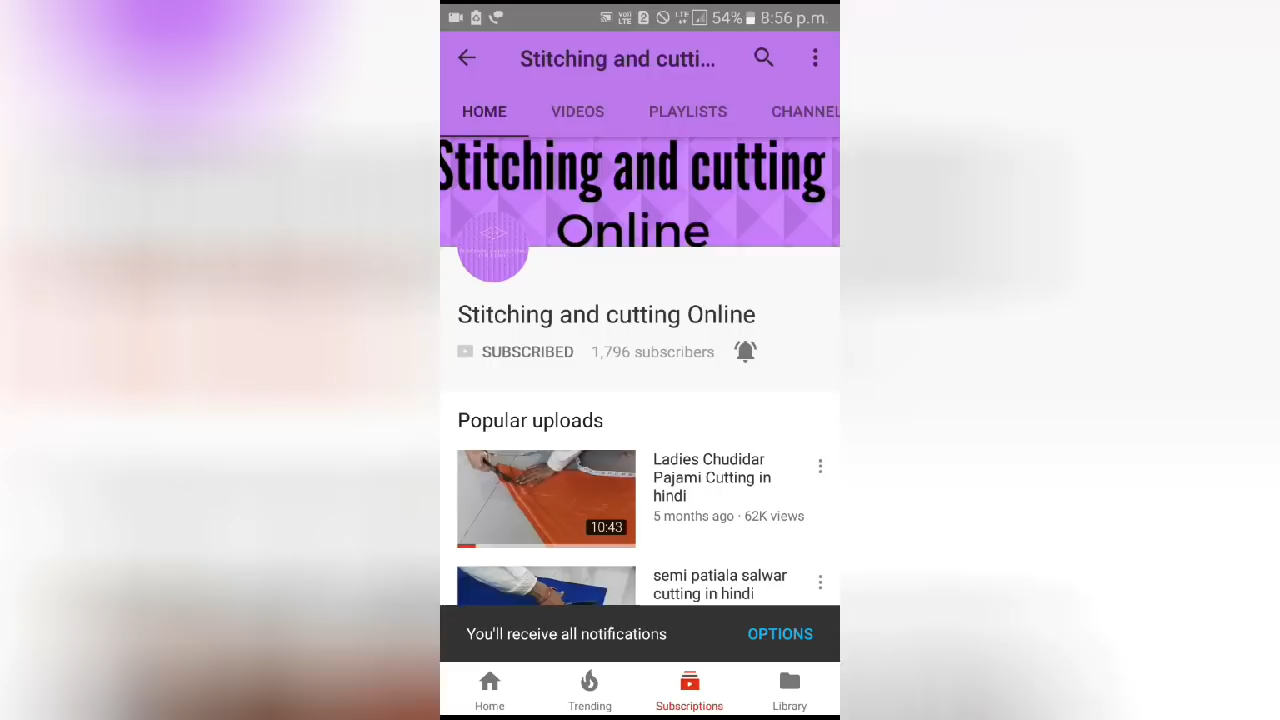 54% 8:56 p.m.
Stitching and cutti...
HOME VIDEOS PLAYLISTS CHANNEL
Stitching and cutting
Online
Stitching and cutting Online
SUBSCRIBED 1,796 subscribers
Popular uploads
Ladies Chudidar
Pajami Cutting in
hindi
5 months ago · 62K views
10:43
semi patiala salwar
cutting in hindi
You'll receive all notifications OPTIONS
Home Trending Subscriptions Library